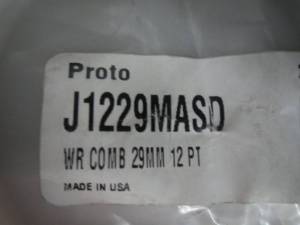 Proto
J1229MASD
WR COMB 29MM 12 PT
MADE IN USA